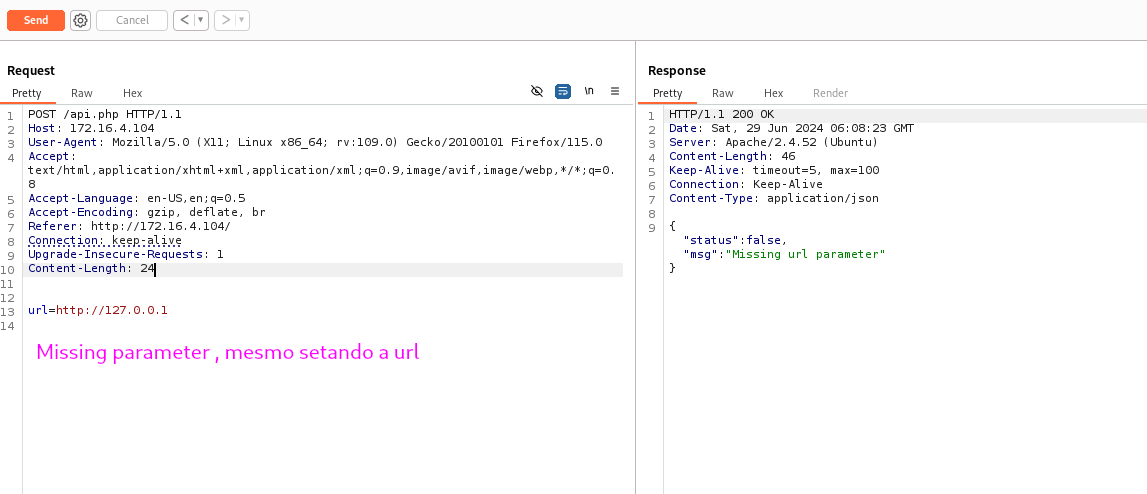 Send
Cancel
<
>
Request
Pretty
Raw
Hex
\n
1 POST /api.php HTTP/1.1
2 Host: 172.16.4.104
3 User-Agent: Mozilla/5.0 (X11; Linux x86_64; rv:109.0) Gecko/20100101 Firefox/115.0
4 Accept:
text/html,application/xhtml+xml,application/xml;q=0.9,image/avif,image/webp,*/*;q=0.
8
5 Accept-Language: en-US,en;q=0.5
6 Accept-Encoding: gzip, deflate, br
7 Referer: http://172.16.4.104/
8 Connection: keep-alive
9 Upgrade-Insecure-Requests: 1
10 Content-Length: 24
11
12
13 url=http://127.0.0.1
14
Missing parameter , mesmo setando a url
Response
Pretty
Raw
Hex
Render
1 HTTP/1.1 200 OK
2 Date: Sat, 29 Jun 2024 06:08:23 GMT
3 Server: Apache/2.4.52 (Ubuntu)
4 Content-Length: 46
5 Keep-Alive: timeout=5, max=100
6 Connection: Keep-Alive
7 Content-Type: application/json
8
9 {
"status":false,
"msg":"Missing url parameter"
}